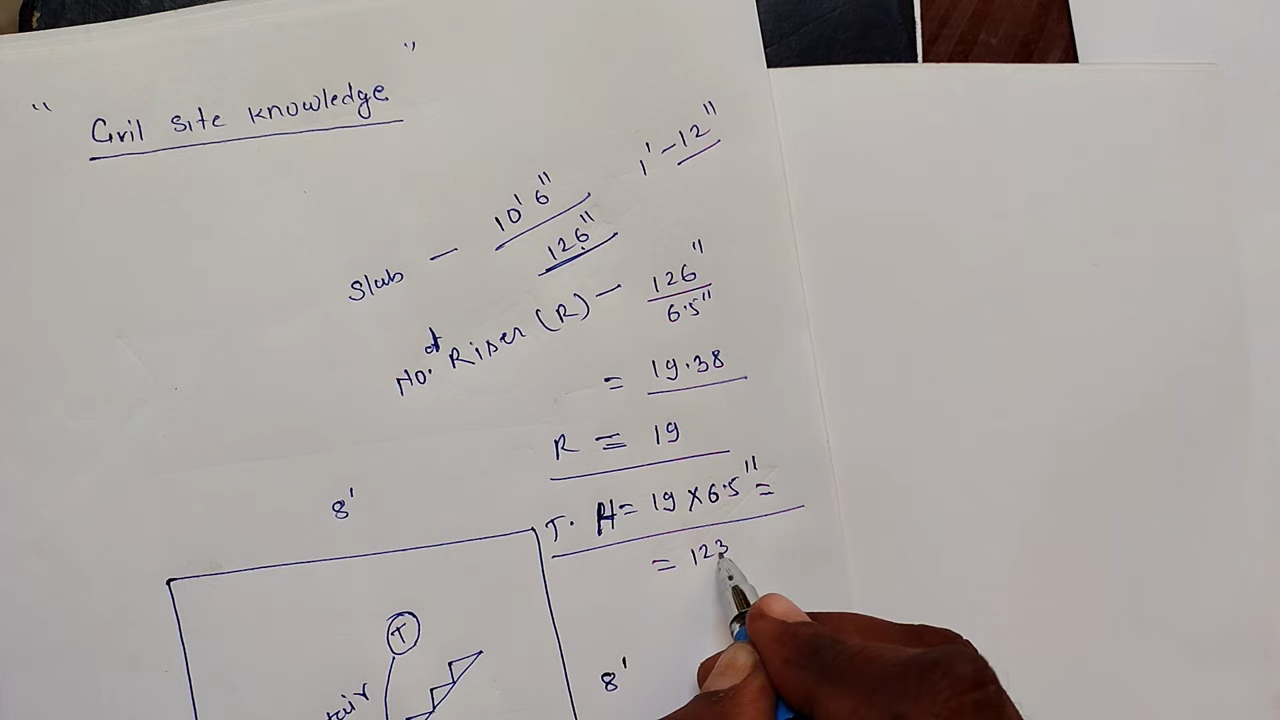 " Civil Site Knowledge "
1' - 12"
Slab - 10' 6"
126"
No. of Riser (R) - 126"
6.5"
= 19.38
R = 19
T. H = 19 x 6.5" =
= 123
8'
T
8'